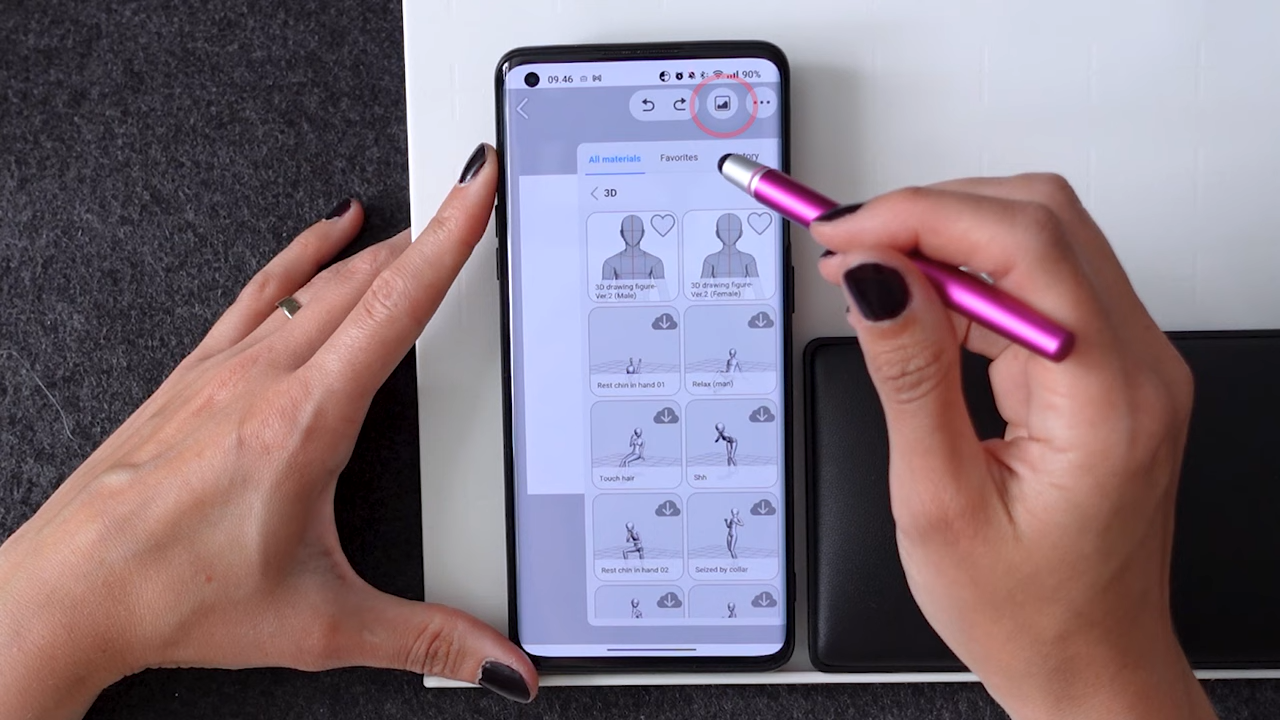 09.46
90%
All materials
Favorites
3D
3D drawing figure-
Ver.2 (Male)
3D drawing figure-
Ver.2 (Female)
Rest chin in hand 01
Relax (man)
Touch hair
Shh
Rest chin in hand 02
Seized by collar